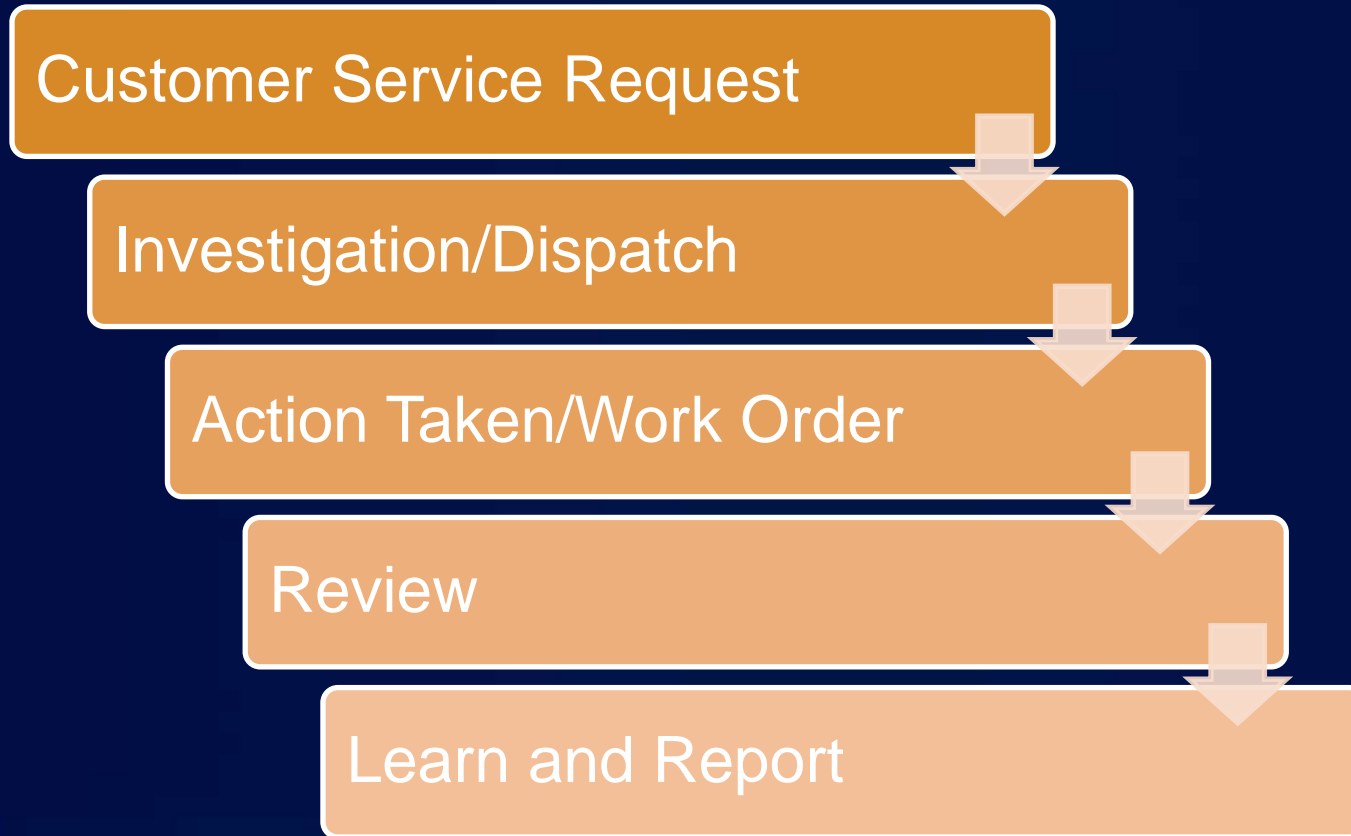 Customer Service Request
Investigation/Dispatch
Action Taken/Work Order
Review
Learn and Report